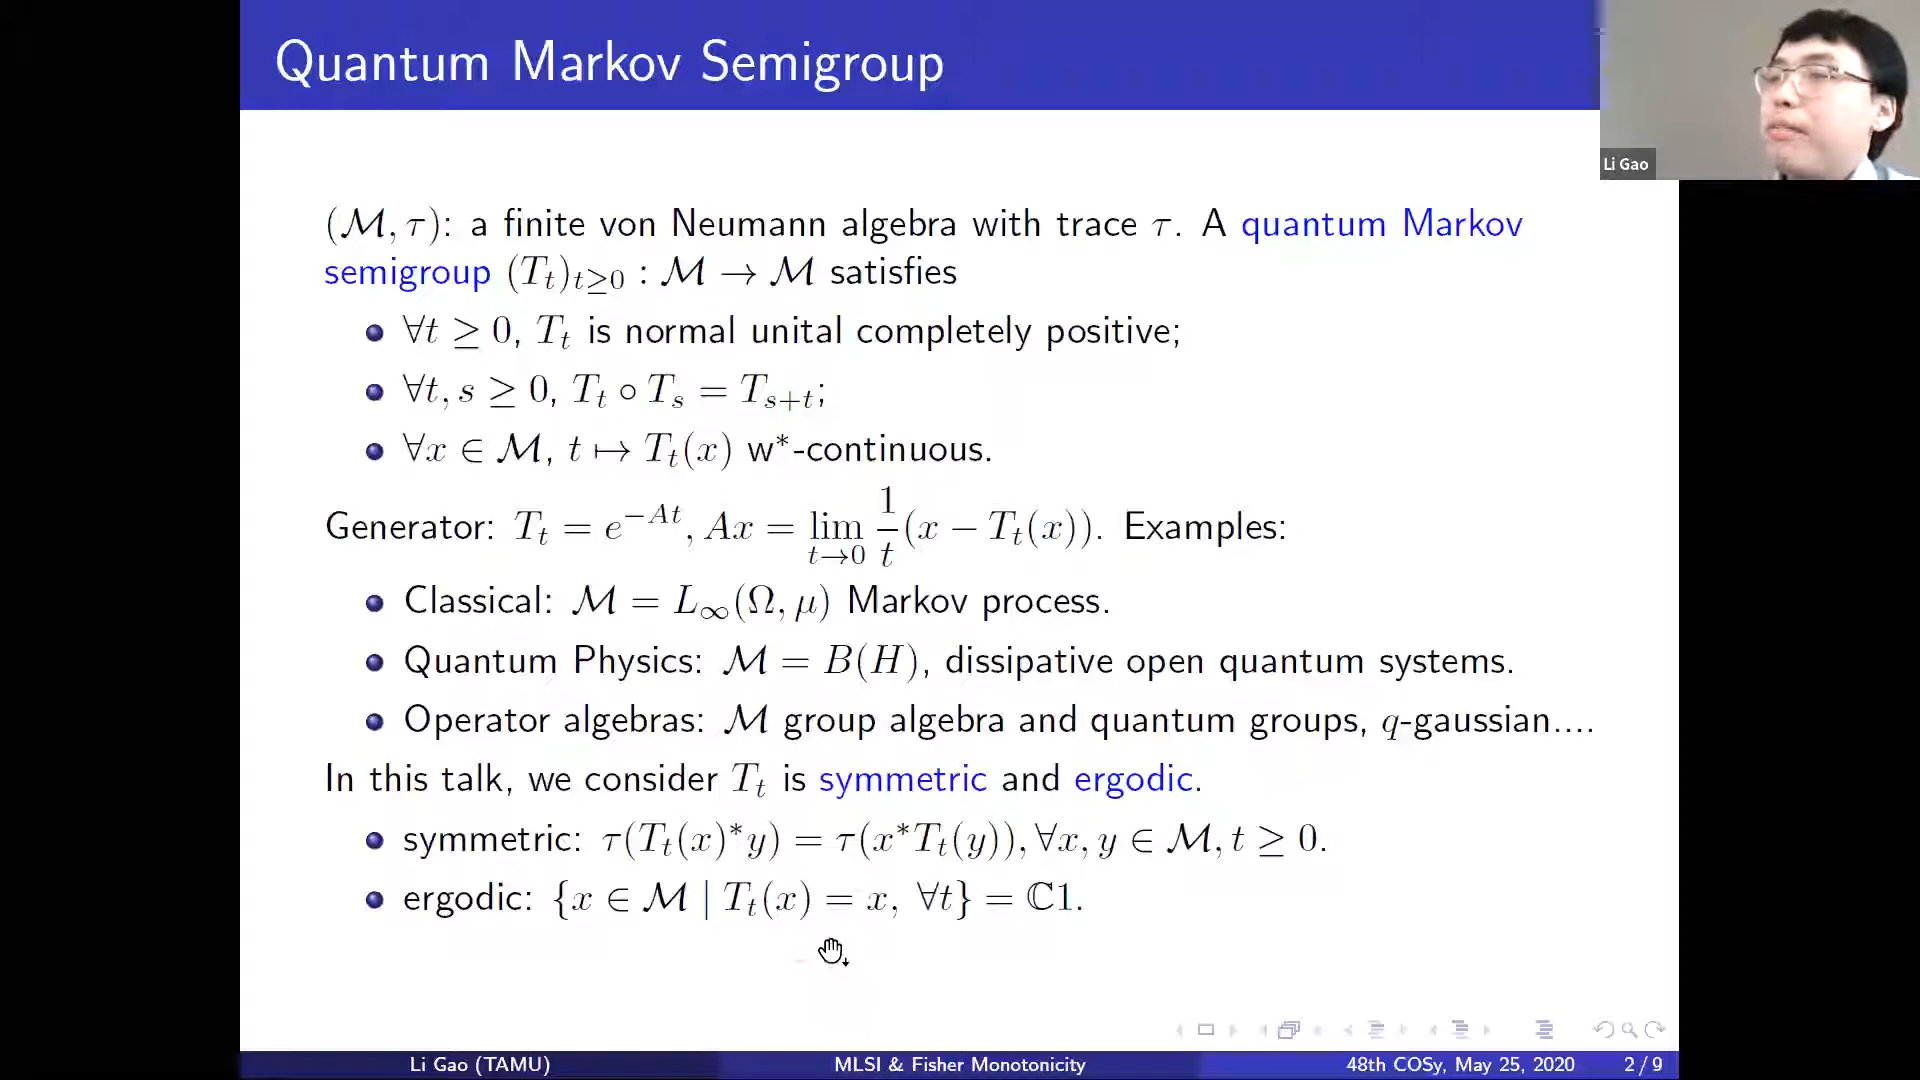 Quantum Markov Semigroup
Li Gao
(ℳ, τ): a finite von Neumann algebra with trace τ. A quantum Markov
semigroup (T_t)_{t≥0} : ℳ → ℳ satisfies
∀t ≥ 0, T_t is normal unital completely positive;
∀t, s ≥ 0, T_t ∘ T_s = T_{s+t};
∀x ∈ ℳ, t ↦ T_t(x) w*-continuous.
Generator: T_t = e^{−At}, Ax = lim_{t→0} 1/t (x − T_t(x)). Examples:
Classical: ℳ = L_∞(Ω, μ) Markov process.
Quantum Physics: ℳ = B(H), dissipative open quantum systems.
Operator algebras: ℳ group algebra and quantum groups, q-gaussian....
In this talk, we consider T_t is symmetric and ergodic.
symmetric: τ(T_t(x)*y) = τ(x*T_t(y)), ∀x, y ∈ ℳ, t ≥ 0.
ergodic: {x ∈ ℳ | T_t(x) = x, ∀t} = ℂ1.
Li Gao (TAMU) MLSI & Fisher Monotonicity 48th COSy, May 25, 2020 2 / 9